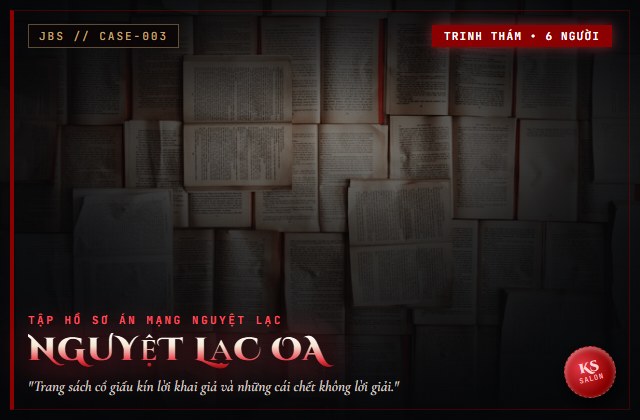 JBS // CASE-003
TRINH THÁM • 6 NGƯỜI
TẬP HỒ SƠ ÁN MẠNG NGUYỆT LẠC
NGUYỆT LẠC OA
"Trang sách cổ giấu kín lời khai giả và những cái chết không lời giải."
KS
SALON